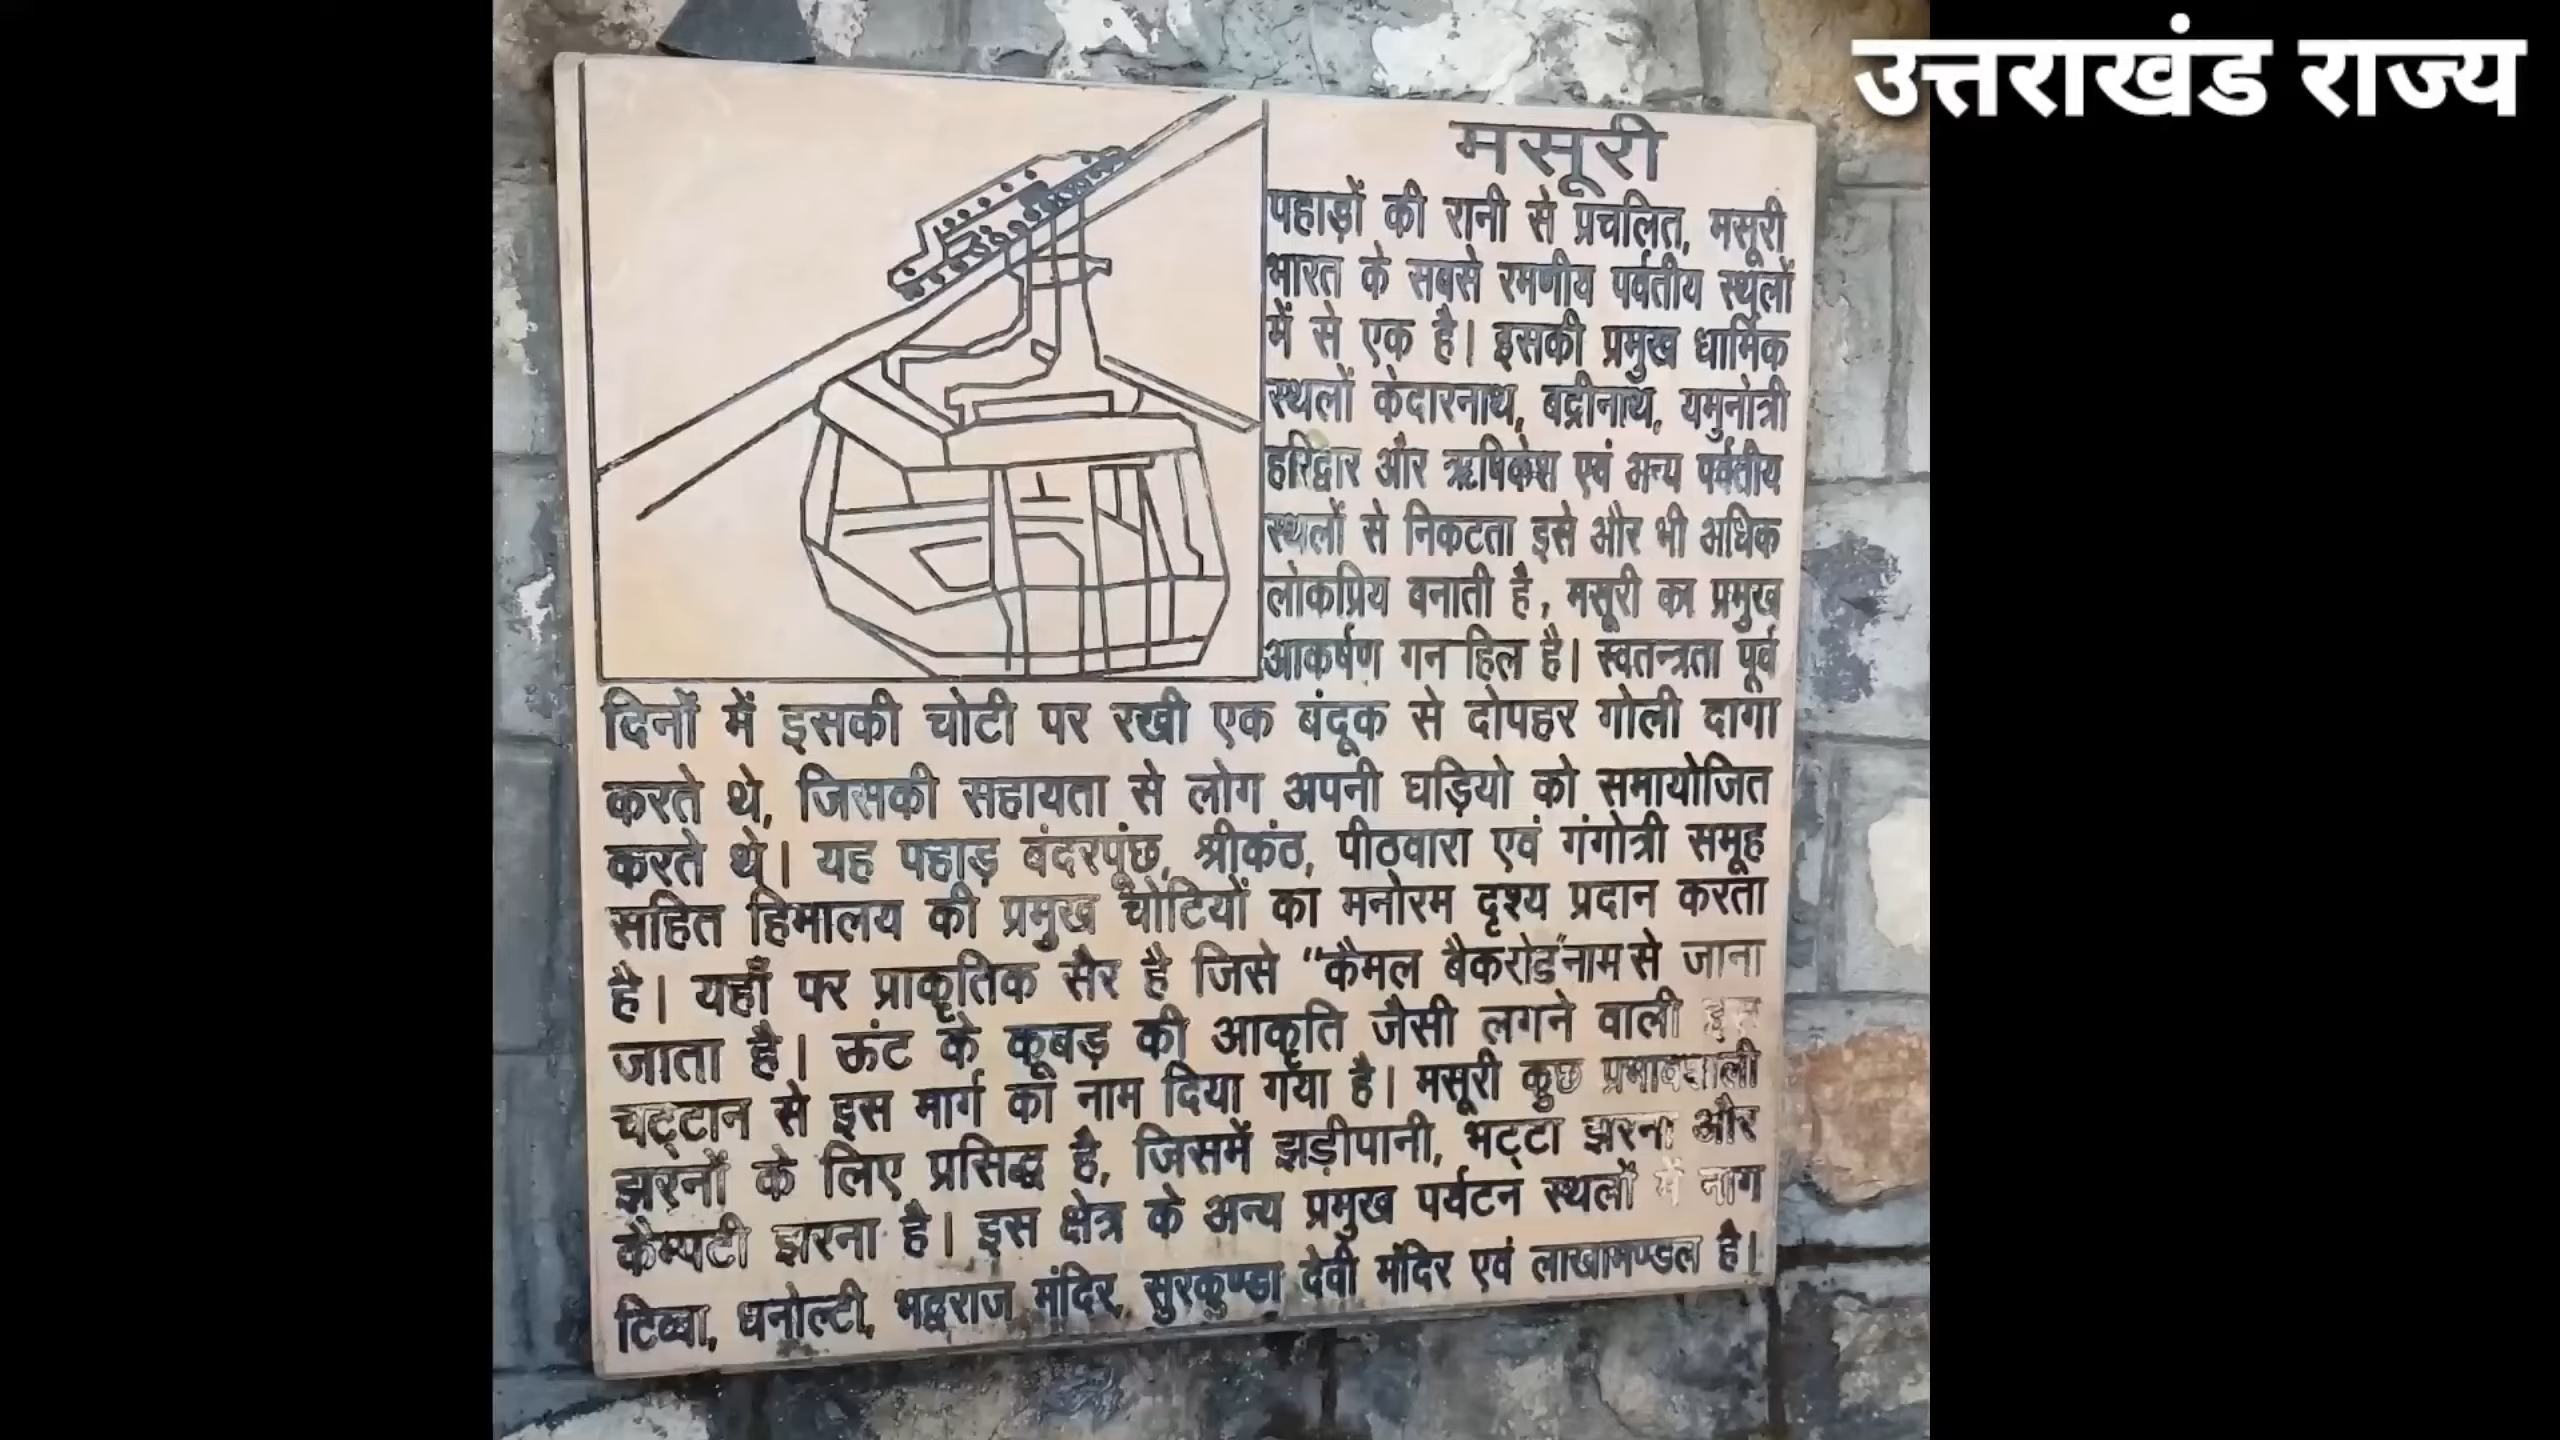 उत्तराखंड राज्य
मसूरी
पहाड़ों की रानी से प्रचलित, मसूरी
भारत के सबसे रमणीय पर्वतीय स्थलों
में से एक है। इसकी प्रमुख धार्मिक
स्थलों केदारनाथ, बद्रीनाथ, यमुनोत्री
हरिद्वार और ऋषिकेश एवं अन्य पर्वतीय
स्थलों से निकटता इसे और भी अधिक
लोकप्रिय बनाती है, मसूरी का प्रमुख
आकर्षण गन हिल है। स्वतन्त्रता पूर्व
दिनों में इसकी चोटी पर रखी एक बंदूक से दोपहर गोली दागा
करते थे, जिसकी सहायता से लोग अपनी घड़ियो को समायोजित
करते थे। यह पहाड़ बंदरपूंछ, श्रीकंठ, पीठवारा एवं गंगोत्री समूह
सहित हिमालय की प्रमुख चोटियों का मनोरम दृश्य प्रदान करता
है। यहाँ पर प्राकृतिक सैर है जिसे "कैमल बैकरोड" नाम से जाना
जाता है। ऊंट के कूबड़ की आकृति जैसी लगने वाली
चट्टान से इस मार्ग का नाम दिया गया है। मसूरी कुछ प्रभावशाली
झरनों के लिए प्रसिद्ध है, जिसमें झड़ीपानी, भट्टा झरना और
कैम्पटी झरना है। इस क्षेत्र के अन्य प्रमुख पर्यटन स्थलों में नाग
टिब्बा, धनोल्टी, भद्वराज मंदिर, सुरकुण्डा देवी मंदिर एवं लाखामण्डल है।